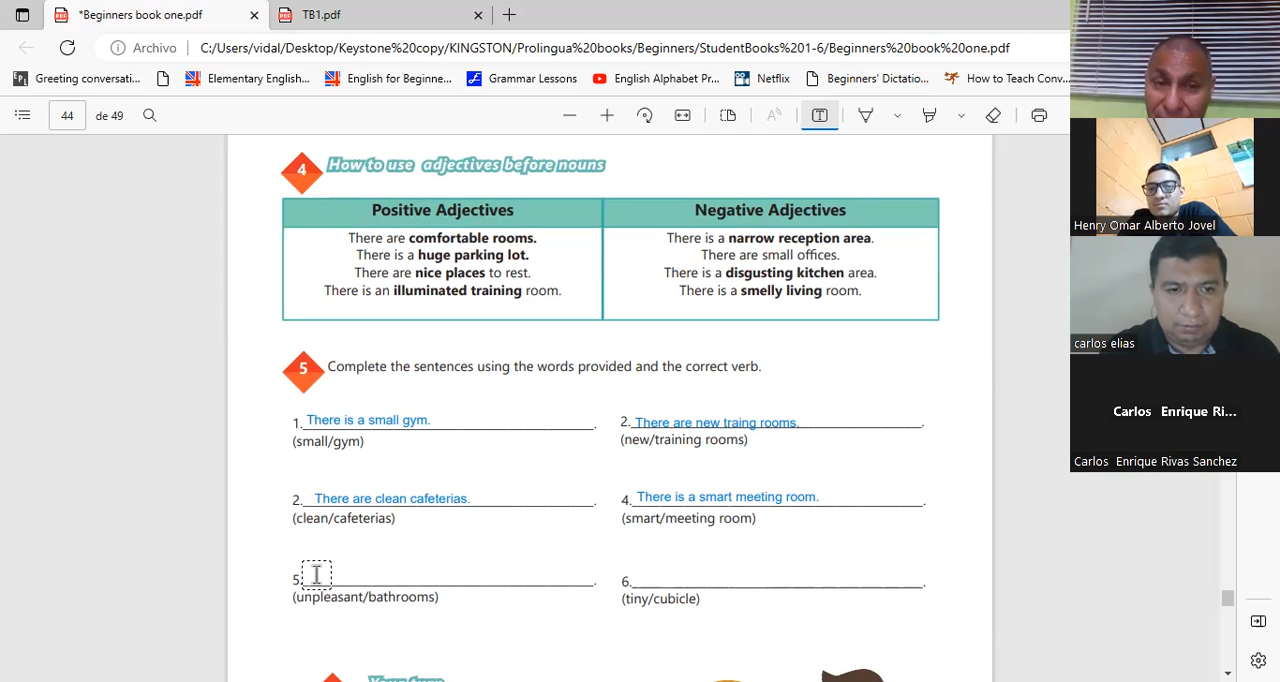 *Beginners book one.pdf
TB1.pdf
Archivo
C:/Users/vidal/Desktop/Keystone%20copy/KINGSTON/Prolingua%20books/Beginners/StudentBooks%201-6/Beginners%20book%20one.pdf
Greeting conversati...
Elementary English...
English for Beginne...
Grammar Lessons
English Alphabet Pr...
Netflix
Beginners' Dictatio...
How to Teach Conv...
44
de 49
4
How to use adjectives before nouns
Positive Adjectives
Negative Adjectives
There are comfortable rooms.
There is a huge parking lot.
There are nice places to rest.
There is an illuminated training room.
There is a narrow reception area.
There are small offices.
There is a disgusting kitchen area.
There is a smelly living room.
5
Complete the sentences using the words provided and the correct verb.
1. There is a small gym.
(small/gym)
2. There are new traing rooms.
(new/training rooms)
2. There are clean cafeterias.
(clean/cafeterias)
4. There is a smart meeting room.
(smart/meeting room)
5.
(unpleasant/bathrooms)
6.
(tiny/cubicle)
Your turn
Henry Omar Alberto Jovel
carlos elias
Carlos Enrique Ri...
Carlos Enrique Rivas Sanchez